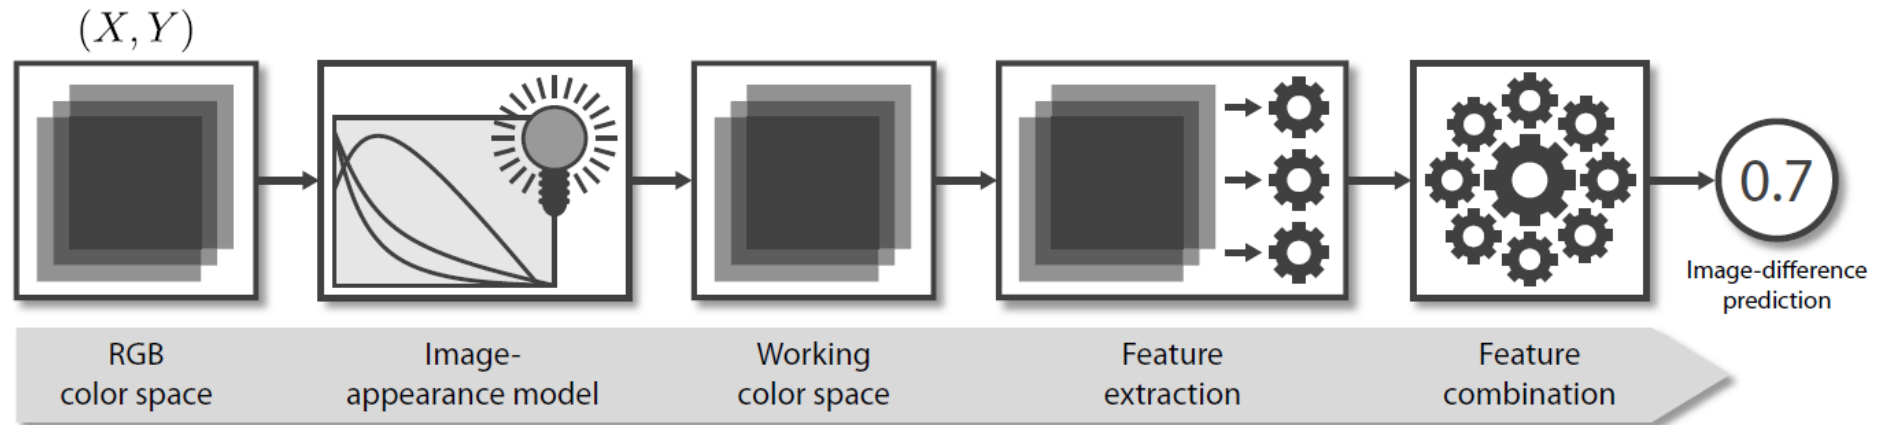 (X, Y)
0.7
Image-difference
prediction
RGB
color space
Image-
appearance model
Working
color space
Feature
extraction
Feature
combination